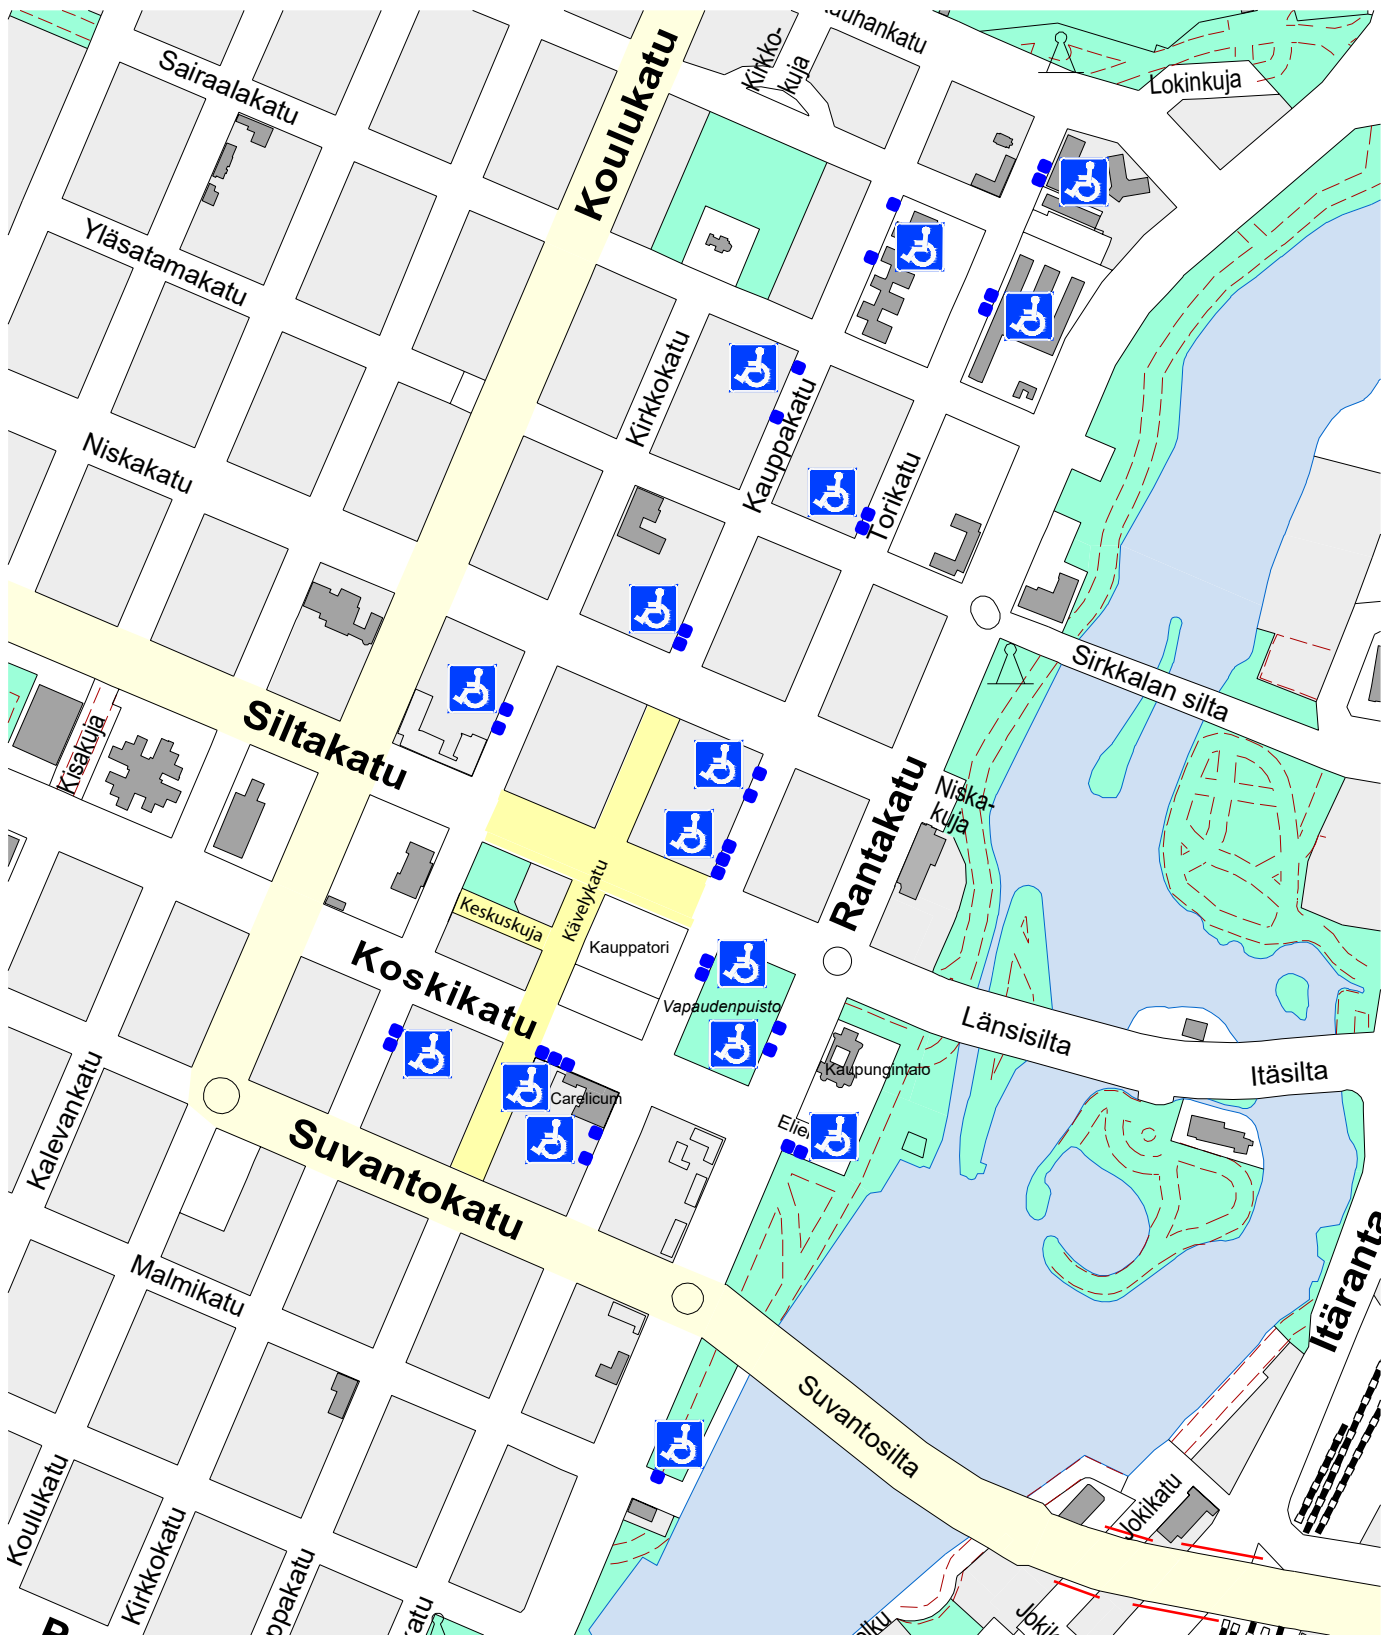 Kirkko-
kuja
Lokinkuja
Sairaalakatu
Koulukatu
Yläsatamakatu
Kirkkokatu
Kauppakatu
Niskakatu
Torikatu
Sirkkalan silta
Siltakatu
Kisakuja
Rantakatu
Niska-
kuja
Kävelykatu
Keskuskuja
Kauppatori
Koskikatu
Vapaudenpuisto
Länsisilta
Itäsilta
Kaupungintalo
Carelicum
Kalevankatu
Suvantokatu
Malmikatu
Itäranta
Suvantosilta
Koulukatu
Kirkkokatu
Jokikatu